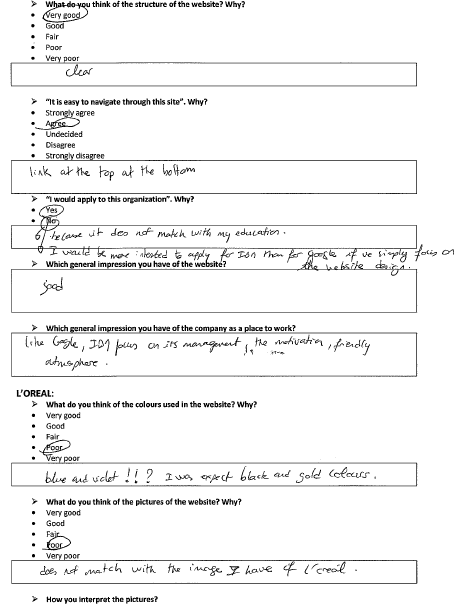 ➢ What do you think of the structure of the website? Why?
• Very good
• Good
• Fair
• Poor
• Very poor
clear
➢ "It is easy to navigate through this site". Why?
• Strongly agree
• Agree
• Undecided
• Disagree
• Strongly disagree
link at the top at the bottom
➢ "I would apply to this organization". Why?
• Yes
• No
because it does not match with my education.
I would be more intented to apply for IBM than for google if we simply focus on
the website design.
➢ Which general impression you have of the website?
good
➢ Which general impression you have of the company as a place to work?
like Google, IBM focus on its management, the motivation, friendly
atmosphere.
L'OREAL:
➢ What do you think of the colours used in the website? Why?
• Very good
• Good
• Fair
• Poor
• Very poor
blue and violet !!? I was expect black and gold colours.
➢ What do you think of the pictures of the website? Why?
• Very good
• Good
• Fair
• Poor
• Very poor
does not match with the image I have of L'oréal.
➢ How you interpret the pictures?